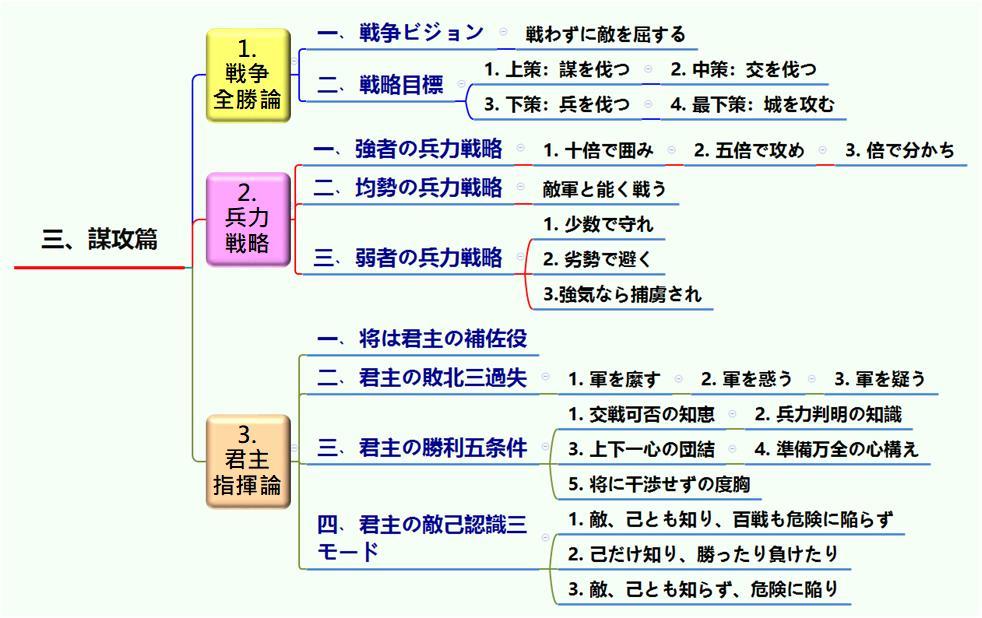 三、謀攻篇
1.
戦争
全勝論
一、戦争ビジョン
戦わずに敵を屈する
二、戦略目標
1. 上策：謀を伐つ
2. 中策：交を伐つ
3. 下策：兵を伐つ
4. 最下策：城を攻む
2.
兵力
戦略
一、強者の兵力戦略
1. 十倍で囲み
2. 五倍で攻め
3. 倍で分かち
二、均勢の兵力戦略
敵軍と能く戦う
三、弱者の兵力戦略
1. 少数で守れ
2. 劣勢で避く
3.強気なら捕虜され
3.
君主
指揮論
一、将は君主の補佐役
二、君主の敗北三過失
1. 軍を縻す
2. 軍を惑う
3. 軍を疑う
三、君主の勝利五条件
1. 交戦可否の知恵
2. 兵力判明の知識
3. 上下一心の団結
4. 準備万全の心構え
5. 将に干渉せずの度胸
四、君主の敵己認識三
モード
1. 敵、己とも知り、百戦も危険に陥らず
2. 己だけ知り、勝ったり負けたり
3. 敵、己とも知らず、危険に陥り